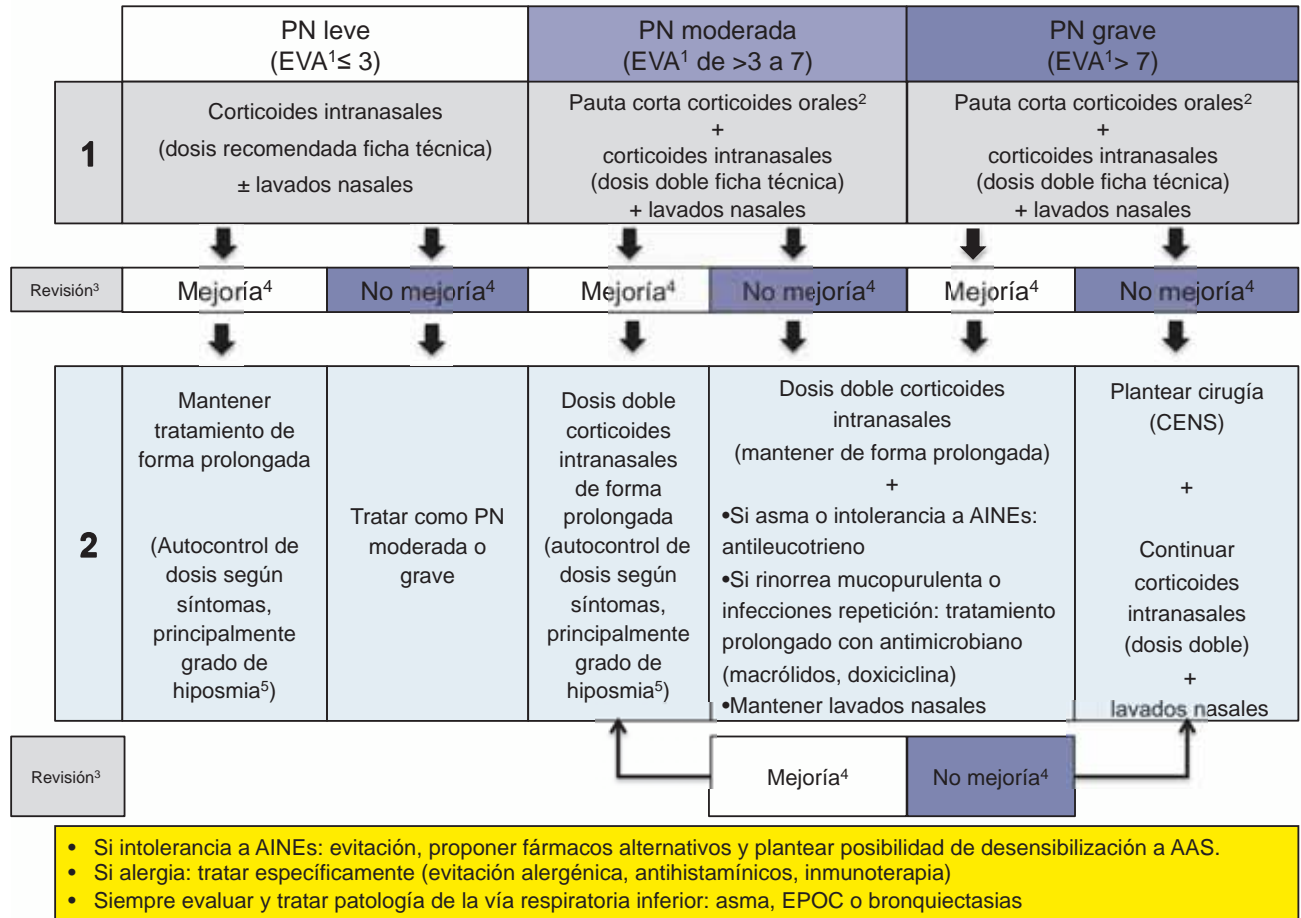 PN leve
(EVA¹≤ 3)
PN moderada
(EVA¹ de >3 a 7)
PN grave
(EVA¹> 7)
1
Corticoides intranasales
(dosis recomendada ficha técnica)
± lavados nasales
Pauta corta corticoides orales²
+
corticoides intranasales
(dosis doble ficha técnica)
+ lavados nasales
Pauta corta corticoides orales²
+
corticoides intranasales
(dosis doble ficha técnica)
+ lavados nasales
Revisión³
Mejoría⁴
No mejoría⁴
Mejoría⁴
No mejoría⁴
Mejoría⁴
No mejoría⁴
2
Mantener
tratamiento de
forma prolongada
(Autocontrol de
dosis según
síntomas,
principalmente
grado de
hiposmia⁵)
Tratar como PN
moderada o
grave
Dosis doble
corticoides
intranasales
de forma
prolongada
(autocontrol de
dosis según
síntomas,
principalmente
grado de
hiposmia⁵)
Dosis doble corticoides
intranasales
(mantener de forma prolongada)
+
•Si asma o intolerancia a AINEs:
antileucotrieno
•Si rinorrea mucopurulenta o
infecciones repetición: tratamiento
prolongado con antimicrobiano
(macrólidos, doxiciclina)
•Mantener lavados nasales
Plantear cirugía
(CENS)
+
Continuar
corticoides
intranasales
(dosis doble)
+
lavados nasales
Revisión³
Mejoría⁴
No mejoría⁴
• Si intolerancia a AINEs: evitación, proponer fármacos alternativos y plantear posibilidad de desensibilización a AAS.
• Si alergia: tratar específicamente (evitación alergénica, antihistamínicos, inmunoterapia)
• Siempre evaluar y tratar patología de la vía respiratoria inferior: asma, EPOC o bronquiectasias